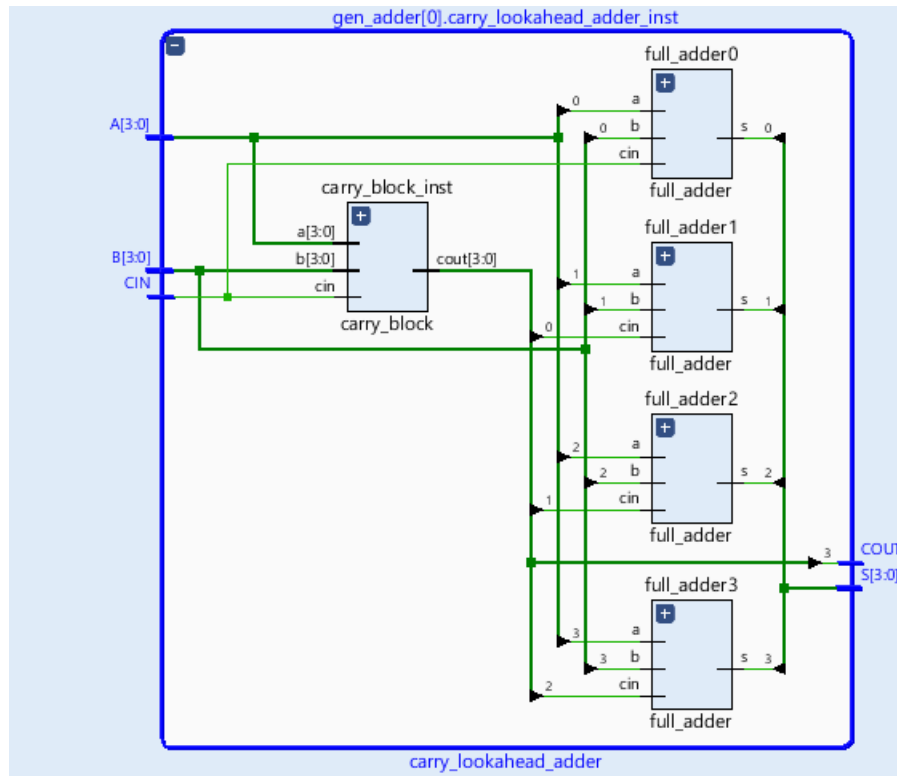 gen_adder[0].carry_lookahead_adder_inst
full_adder0
A[3:0]
0
a
0
b
s
0
cin
full_adder
carry_block_inst
a[3:0]
B[3:0]
b[3:0]
cout[3:0]
CIN
cin
carry_block
full_adder1
1
a
1
b
s
1
0
cin
full_adder
full_adder2
2
a
2
b
s
2
1
cin
full_adder
3
COUT
S[3:0]
full_adder3
3
a
3
b
s
3
2
cin
full_adder
carry_lookahead_adder